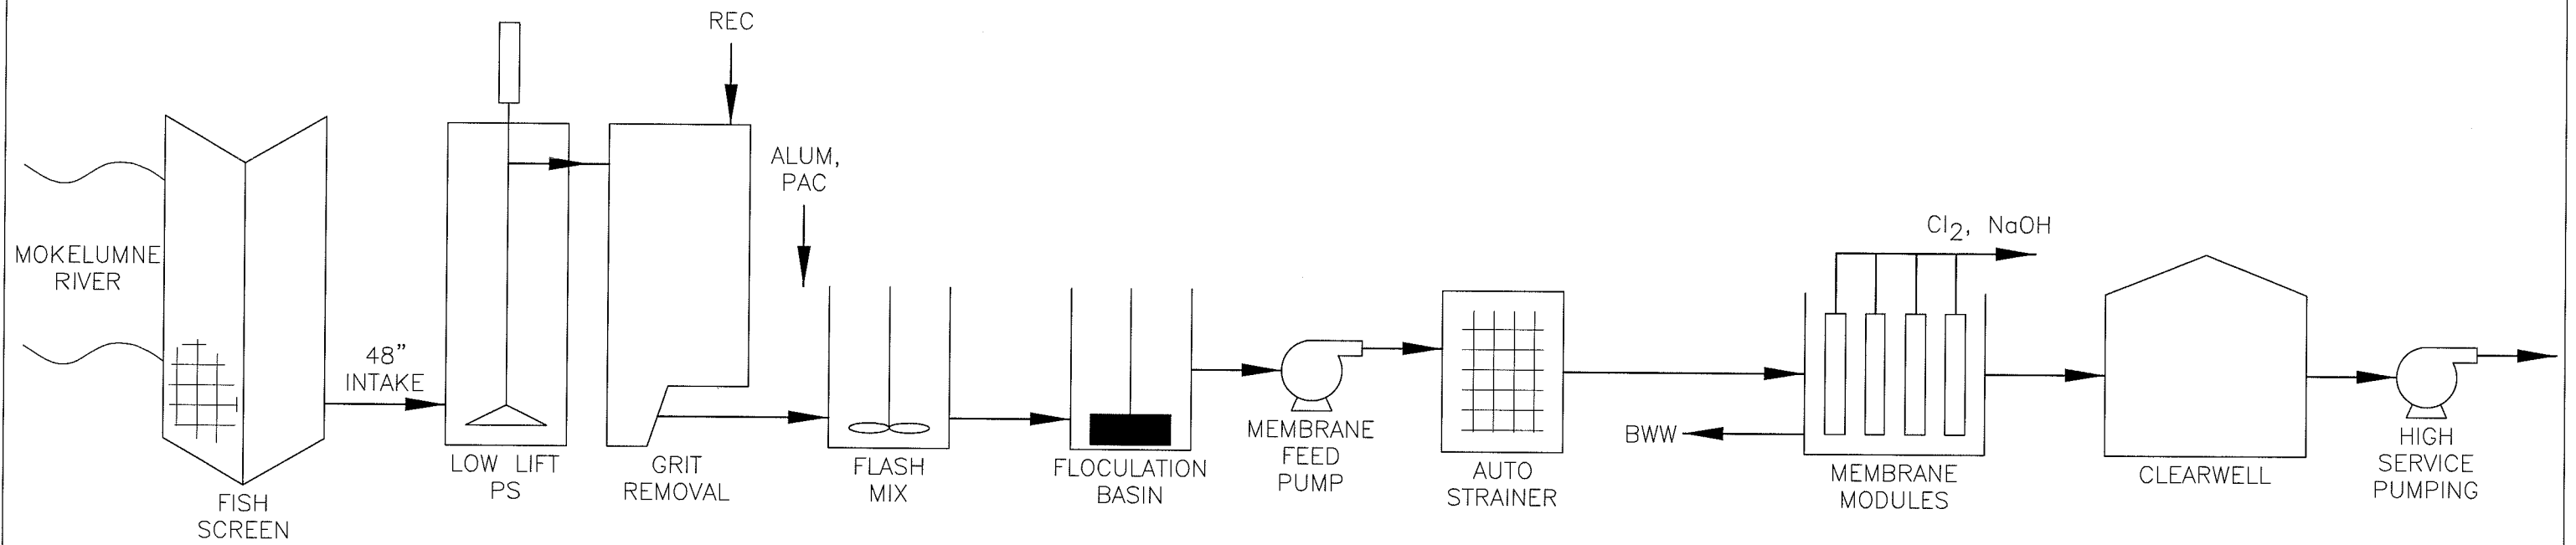 REC
ALUM,
PAC
MOKELUMNE
RIVER
48"
INTAKE
FISH
SCREEN
LOW LIFT
PS
GRIT
REMOVAL
FLASH
MIX
FLOCULATION
BASIN
MEMBRANE
FEED
PUMP
AUTO
STRAINER
BWW
Cl2, NaOH
MEMBRANE
MODULES
CLEARWELL
HIGH
SERVICE
PUMPING